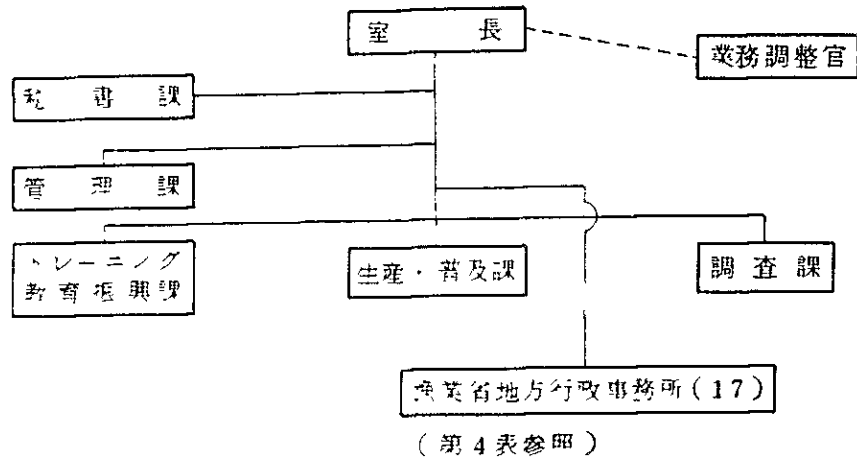 室長
業務調整官
秘書課
管理課
トレーニング
教育振興課
生産・普及課
調査課
漁業省地方行政事務所(17)
(第4表参照)